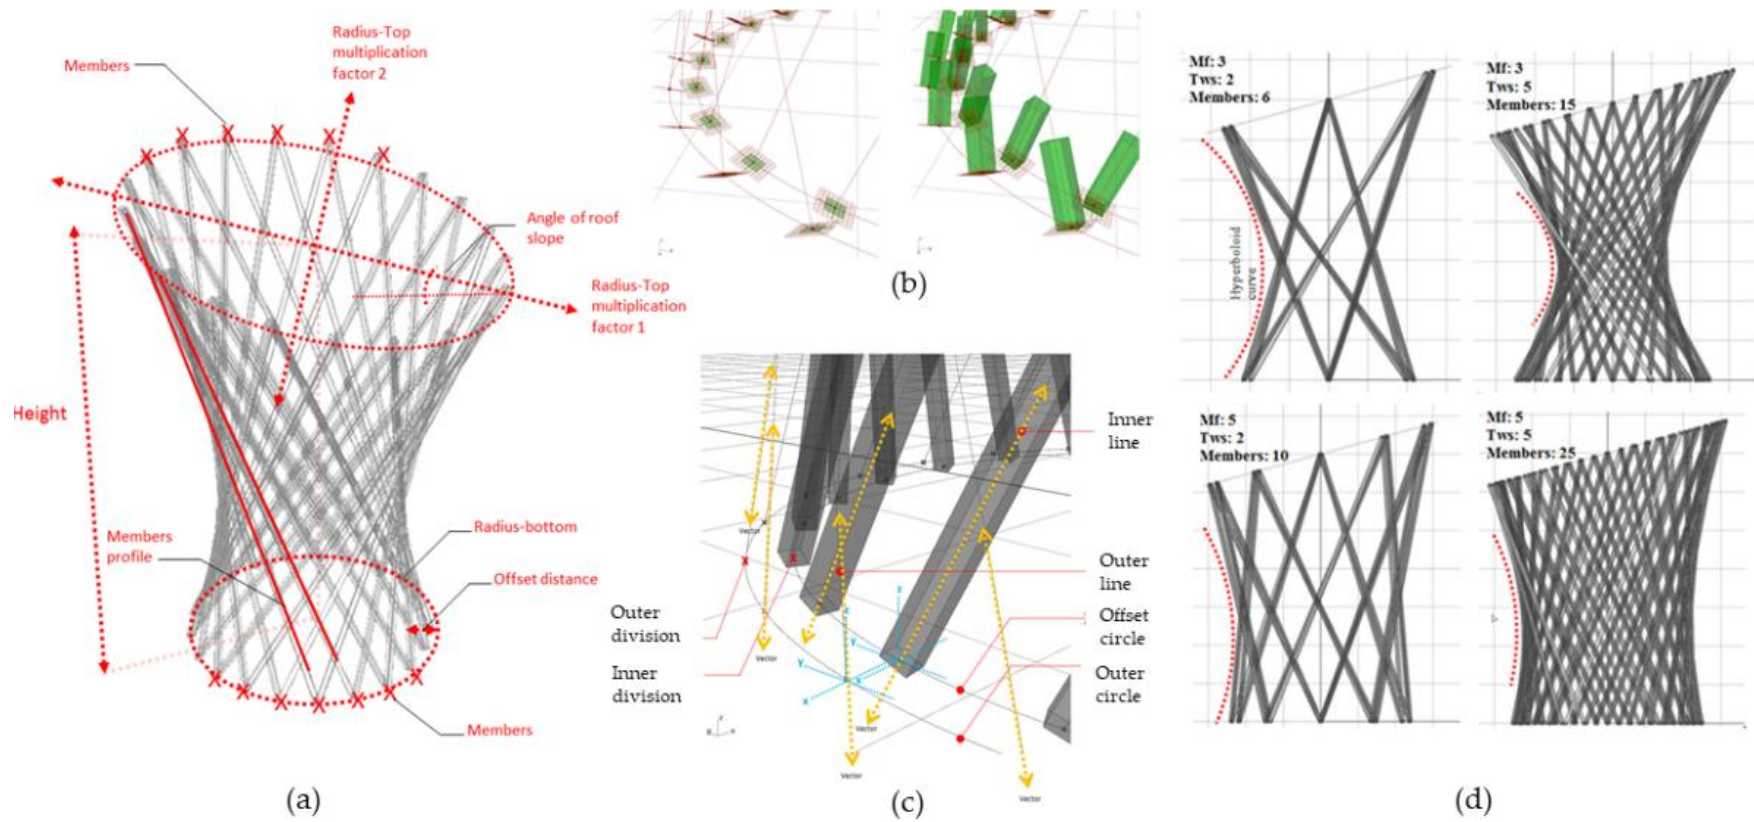 Radius-Top
multiplication
factor 2
Members
Angle of roof
slope
Radius-Top
multiplication
factor 1
Height
Members
profile
Radius-bottom
Offset distance
Members
(a)
(b)
Inner
line
Outer
line
Offset
circle
Outer
circle
Outer
division
Inner
division
Vector
Vector
Vector
Vector
Vector
x
y
z
x
y
z
x
(c)
Mf: 3
Tws: 2
Members: 6
Hyperboloid
curve
Mf: 3
Tws: 5
Members: 15
Mf: 5
Tws: 2
Members: 10
Mf: 5
Tws: 5
Members: 25
(d)